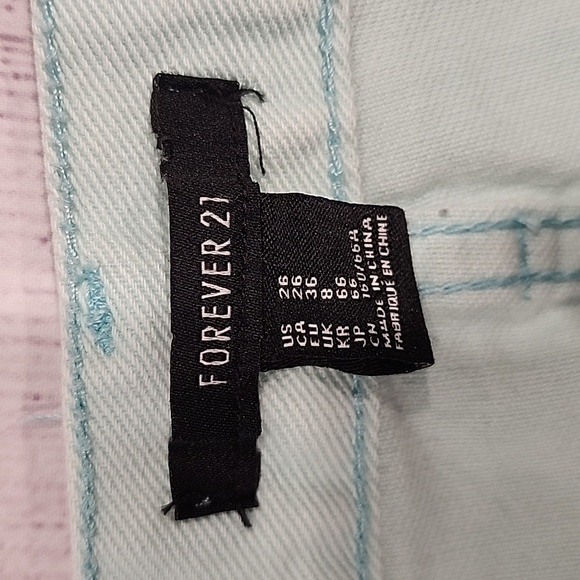 FOREVER 21
US 26
CA 26
EU 36
UK 8
KR 66
JP 66
CN 160/66A
MADE IN CHINA
FABRIQUÉ EN CHINE